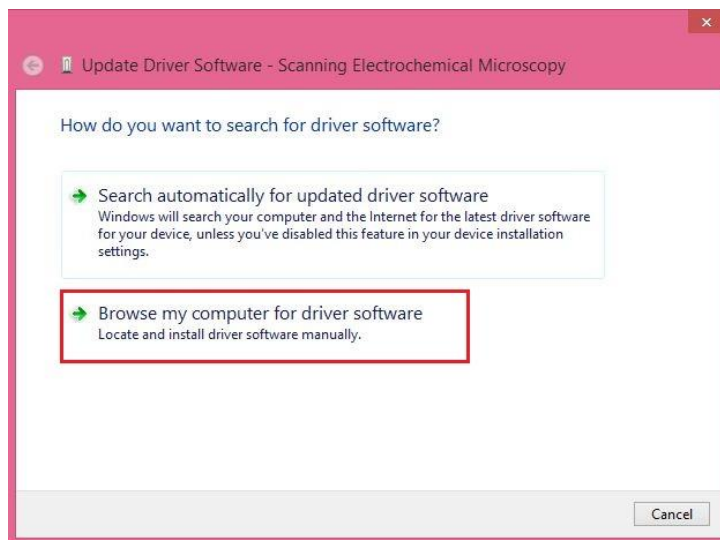 Update Driver Software - Scanning Electrochemical Microscopy
How do you want to search for driver software?
Search automatically for updated driver software
Windows will search your computer and the Internet for the latest driver software
for your device, unless you've disabled this feature in your device installation
settings.
Browse my computer for driver software
Locate and install driver software manually.
Cancel